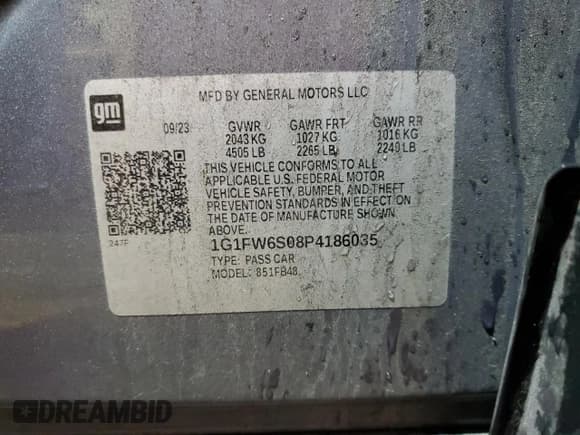 MFD BY GENERAL MOTORS LLC
gm
09/23 GVWR GAWR FRT GAWR RR
2043 KG 1027 KG 1016 KG
4505 LB 2265 LB 2240 LB
THIS VEHICLE CONFORMS TO ALL
APPLICABLE U.S. FEDERAL MOTOR
VEHICLE SAFETY, BUMPER, AND THEFT
PREVENTION STANDARDS IN EFFECT ON
THE DATE OF MANUFACTURE SHOWN
ABOVE.
247F
1G1FW6S08P4186035
TYPE: PASS CAR
MODEL: 851FB48
DREAMBID